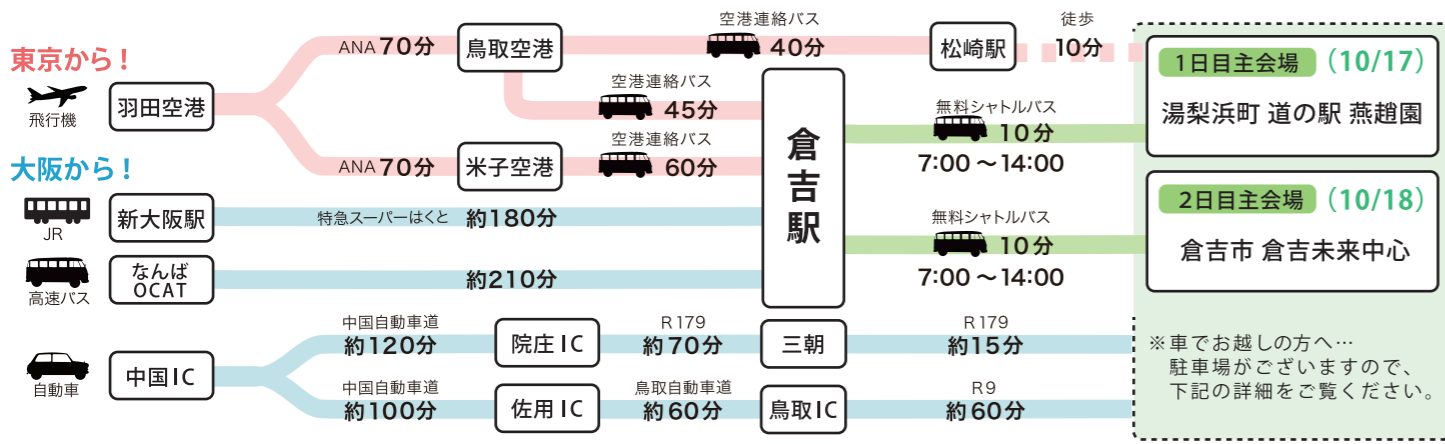 東京から！
飛行機
羽田空港
ANA 70分
鳥取空港
空港連絡バス
40分
松崎駅
徒歩
10分
空港連絡バス
45分
ANA 70分
米子空港
空港連絡バス
60分
大阪から！
JR
新大阪駅
特急スーパーはくと 約180分
高速バス
なんば
OCAT
約210分
倉吉駅
無料シャトルバス
10分
7:00～14:00
無料シャトルバス
10分
7:00～14:00
1日目主会場 （10/17）
湯梨浜町 道の駅 燕趙園
2日目主会場 （10/18）
倉吉市 倉吉未来中心
自動車
中国IC
中国自動車道
約120分
院庄IC
R179
約70分
三朝
R179
約15分
中国自動車道
約100分
佐用IC
鳥取自動車道
約60分
鳥取IC
R9
約60分
※車でお越しの方へ…
駐車場がございますので、
下記の詳細をご覧ください。